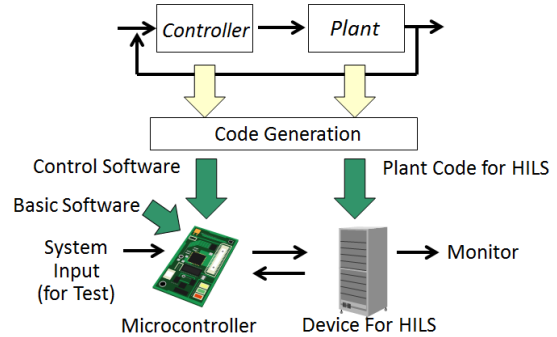 Controller
Plant
Code Generation
Control Software
Plant Code for HILS
Basic Software
System
Input
(for Test)
Monitor
Microcontroller
Device For HILS